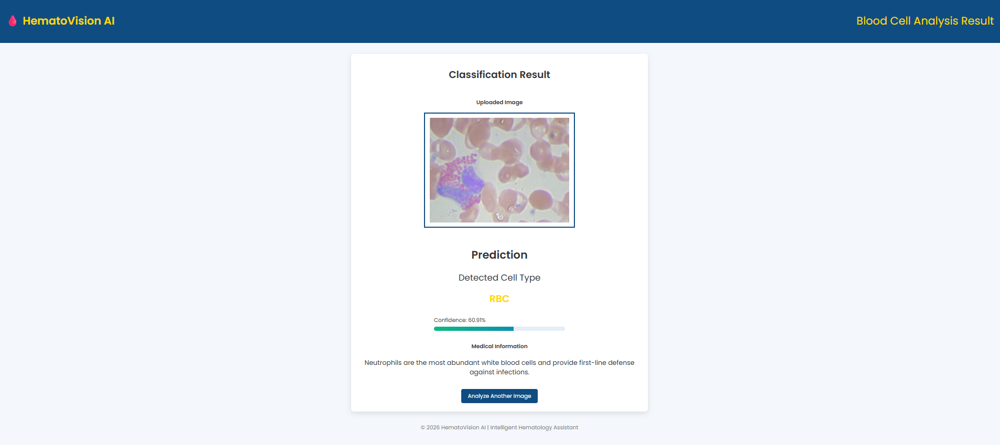 HematoVision AI
Blood Cell Analysis Result
Classification Result
Uploaded Image
Prediction
Detected Cell Type
RBC
Confidence: 60.91%
Medical Information
Neutrophils are the most abundant white blood cells and provide first-line defense
against infections.
Analyze Another Image
© 2026 HematoVision AI | Intelligent Hematology Assistant